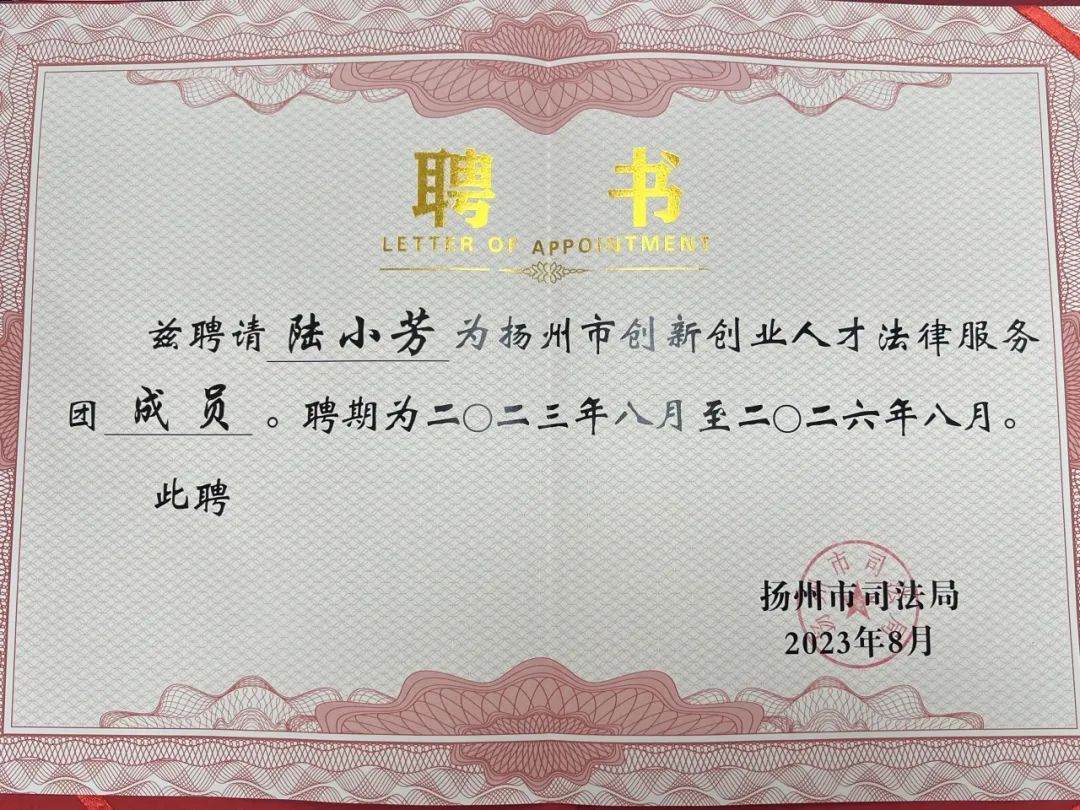 聘 书
LETTER OF APPOINTMENT
兹聘请 陆小芳 为扬州市创新创业人才法律服务
团 成 员 。聘期为二〇二三年八月至二〇二六年八月。
此聘
扬州市司法局
2023年8月